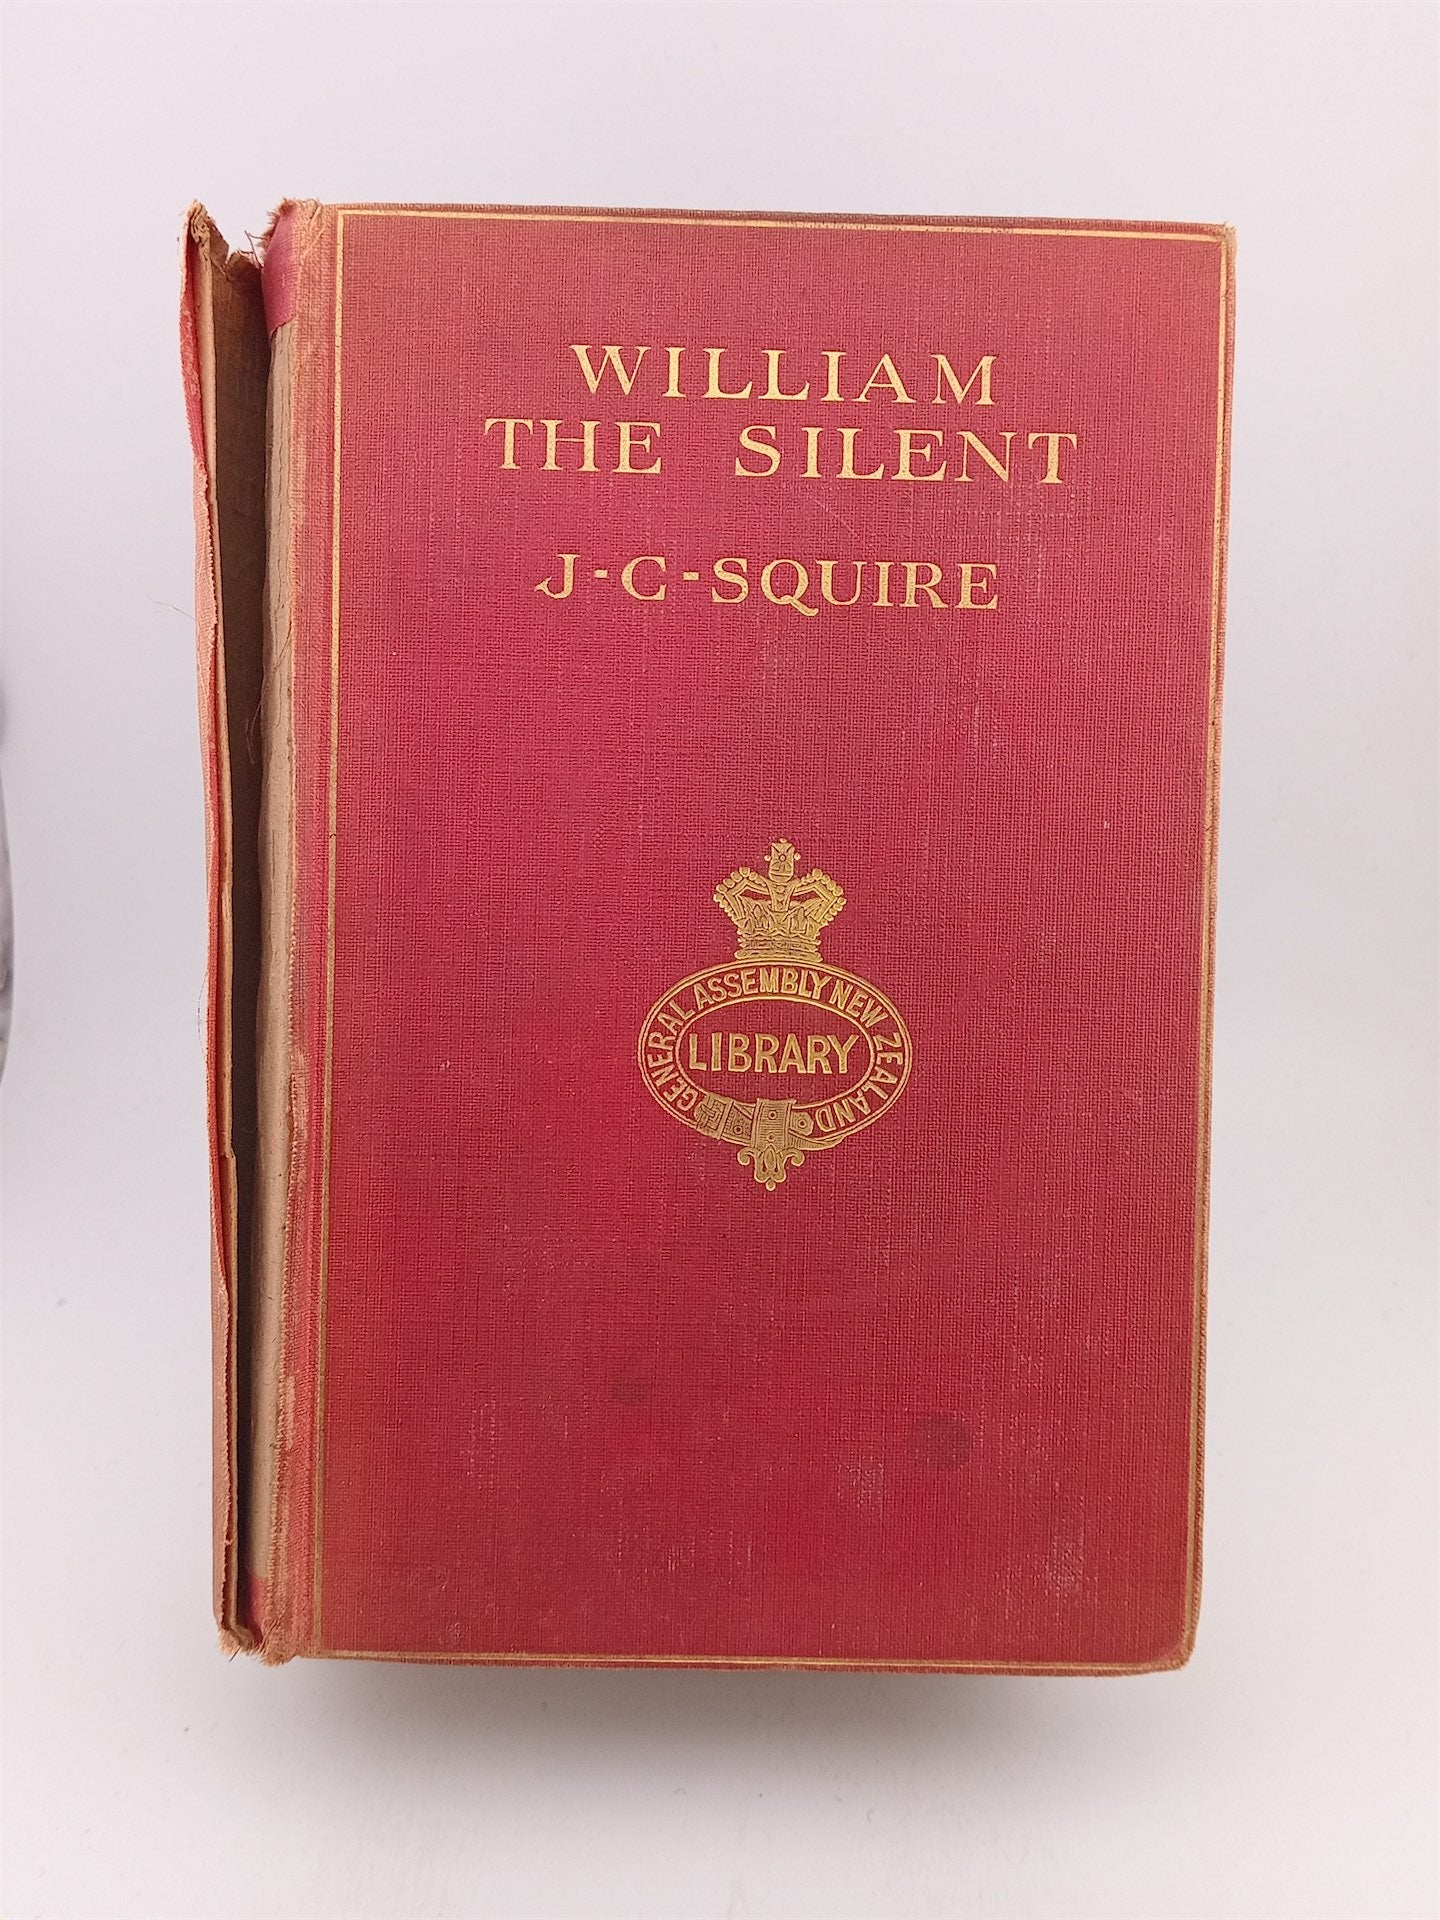 WILLIAM
THE SILENT
J-C-SQUIRE
GENERAL ASSEMBLY NEW ZEALAND
LIBRARY